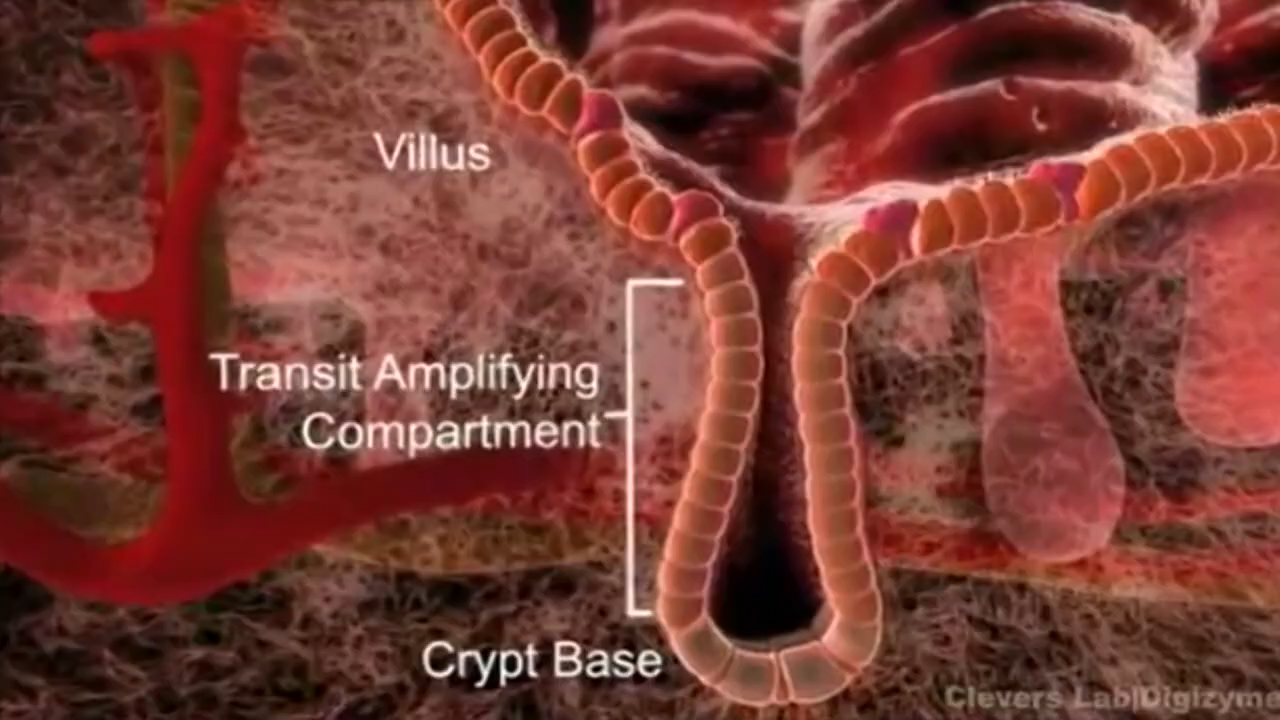 Villus
Transit Amplifying
Compartment
Crypt Base
Clevers Lab|Digizyme